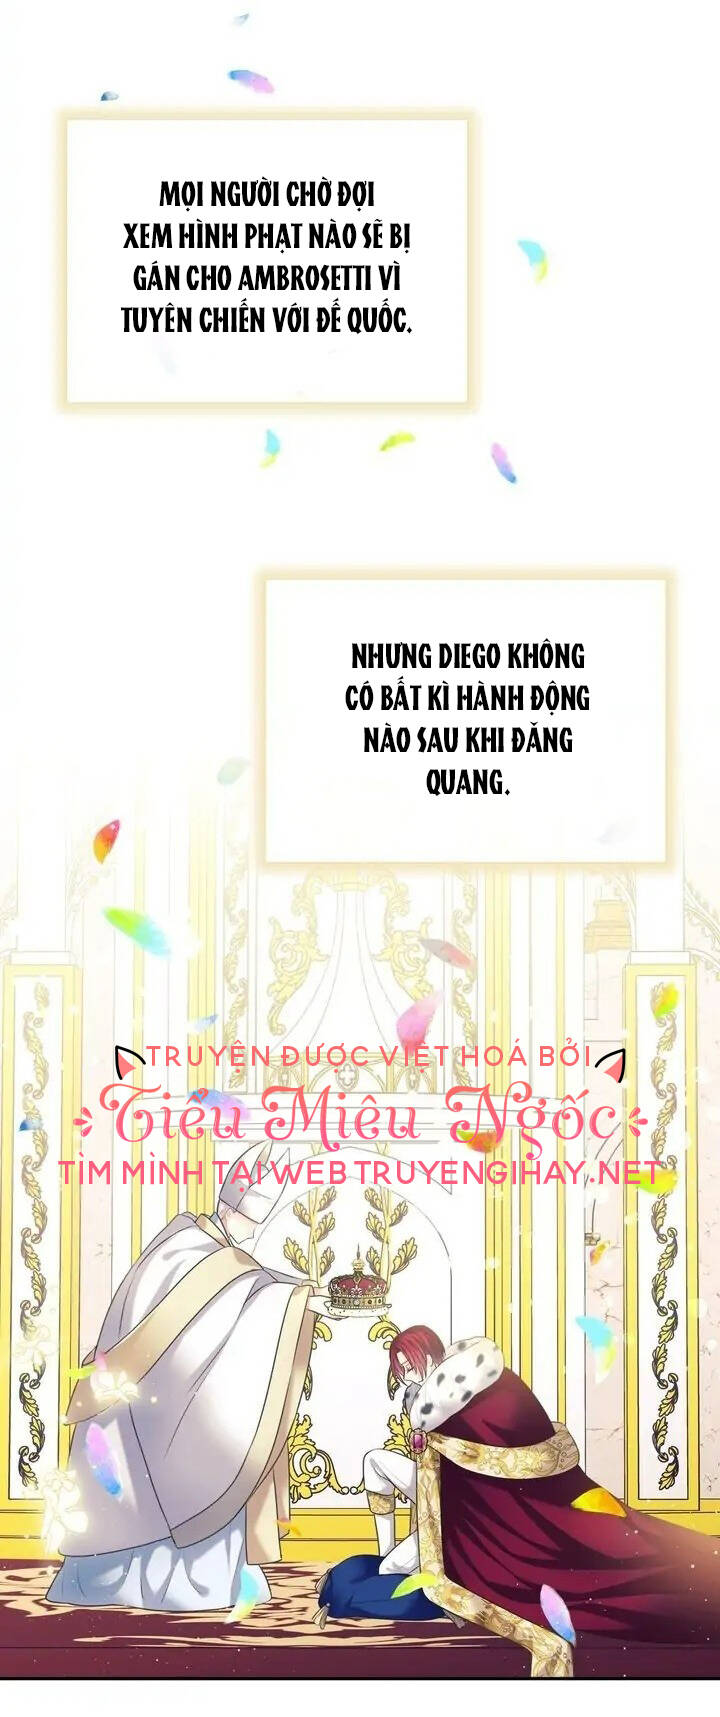 MỌI NGƯỜI CHỜ ĐỢI
XEM HÌNH PHẠT NÀO SẼ BỊ
GÁN CHO AMBROSETTI VÌ
TUYÊN CHIẾN VỚI ĐẾ QUỐC.
NHƯNG DIEGO KHÔNG
CÓ BẤT KÌ HÀNH ĐỘNG
NÀO SAU KHI ĐĂNG
QUANG.
TRUYỆN ĐƯỢC VIỆT HOÁ BỞI
Tiểu Miêu Ngốc
TÌM MÌNH TẠI WEB TRUYENGIHAY.NET